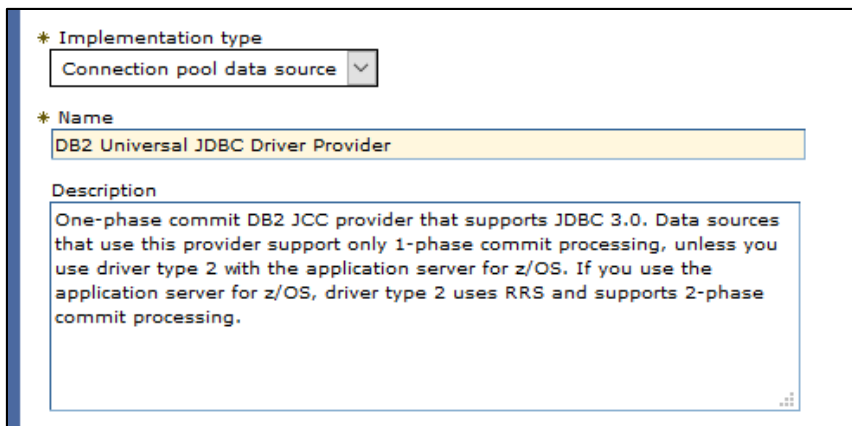 * Implementation type
Connection pool data source
* Name
DB2 Universal JDBC Driver Provider
Description
One-phase commit DB2 JCC provider that supports JDBC 3.0. Data sources
that use this provider support only 1-phase commit processing, unless you
use driver type 2 with the application server for z/OS. If you use the
application server for z/OS, driver type 2 uses RRS and supports 2-phase
commit processing.